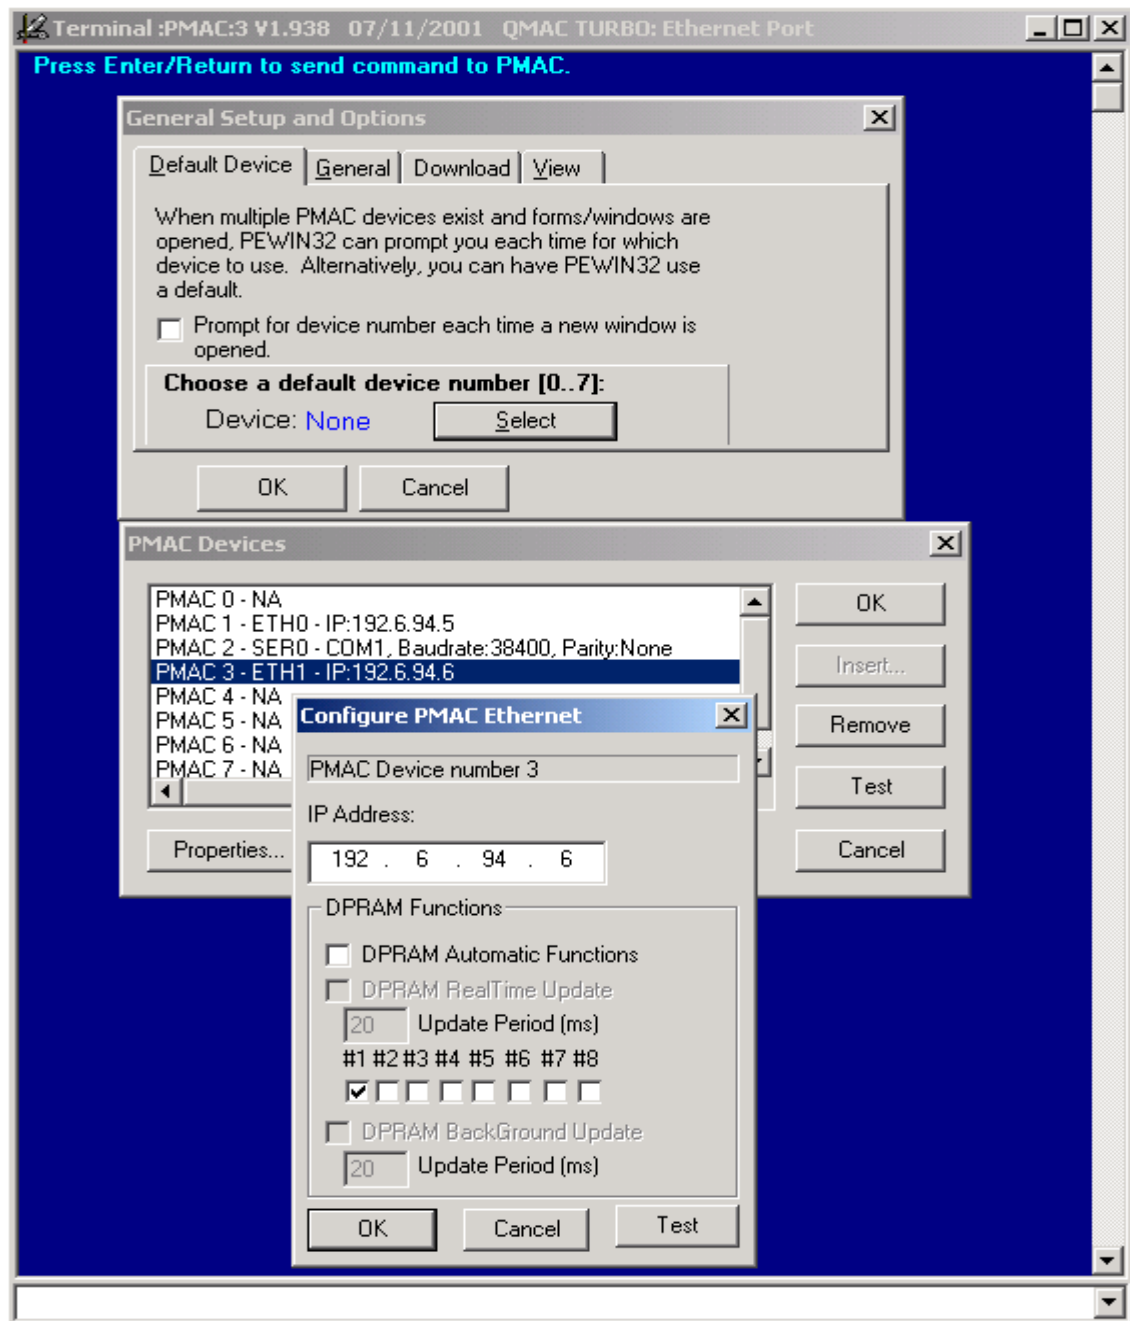 Terminal :PMAC:3 V1.938 07/11/2001 QMAC TURBO: Ethernet Port
Press Enter/Return to send command to PMAC.
General Setup and Options
Default Device General Download View
When multiple PMAC devices exist and forms/windows are
opened, PEWIN32 can prompt you each time for which
device to use. Alternatively, you can have PEWIN32 use
a default.
Prompt for device number each time a new window is
opened.
Choose a default device number [0..7]:
Device: None Select
OK Cancel
PMAC Devices
PMAC 0 - NA
PMAC 1 - ETH0 - IP:192.6.94.5
PMAC 2 - SER0 - COM1, Baudrate:38400, Parity:None
PMAC 3 - ETH1 - IP:192.6.94.6
PMAC 4 - NA
PMAC 5 - NA
PMAC 6 - NA
PMAC 7 - NA
OK
Insert...
Remove
Test
Properties...
Cancel
Configure PMAC Ethernet
PMAC Device number 3
IP Address:
192 . 6 . 94 . 6
DPRAM Functions
DPRAM Automatic Functions
DPRAM RealTime Update
20 Update Period (ms)
#1 #2 #3 #4 #5 #6 #7 #8
DPRAM BackGround Update
20 Update Period (ms)
OK Cancel Test